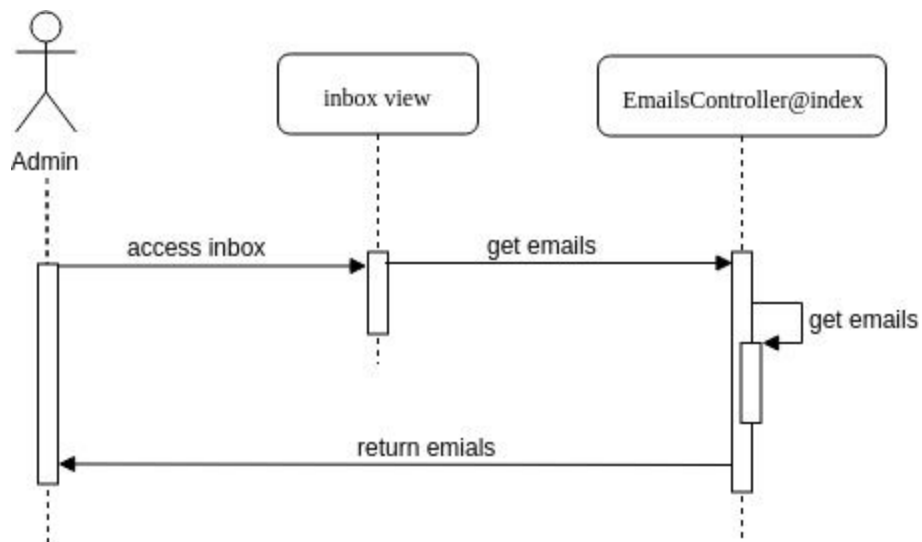 inbox view
EmailsController@index
Admin
access inbox
get emails
get emails
return emials